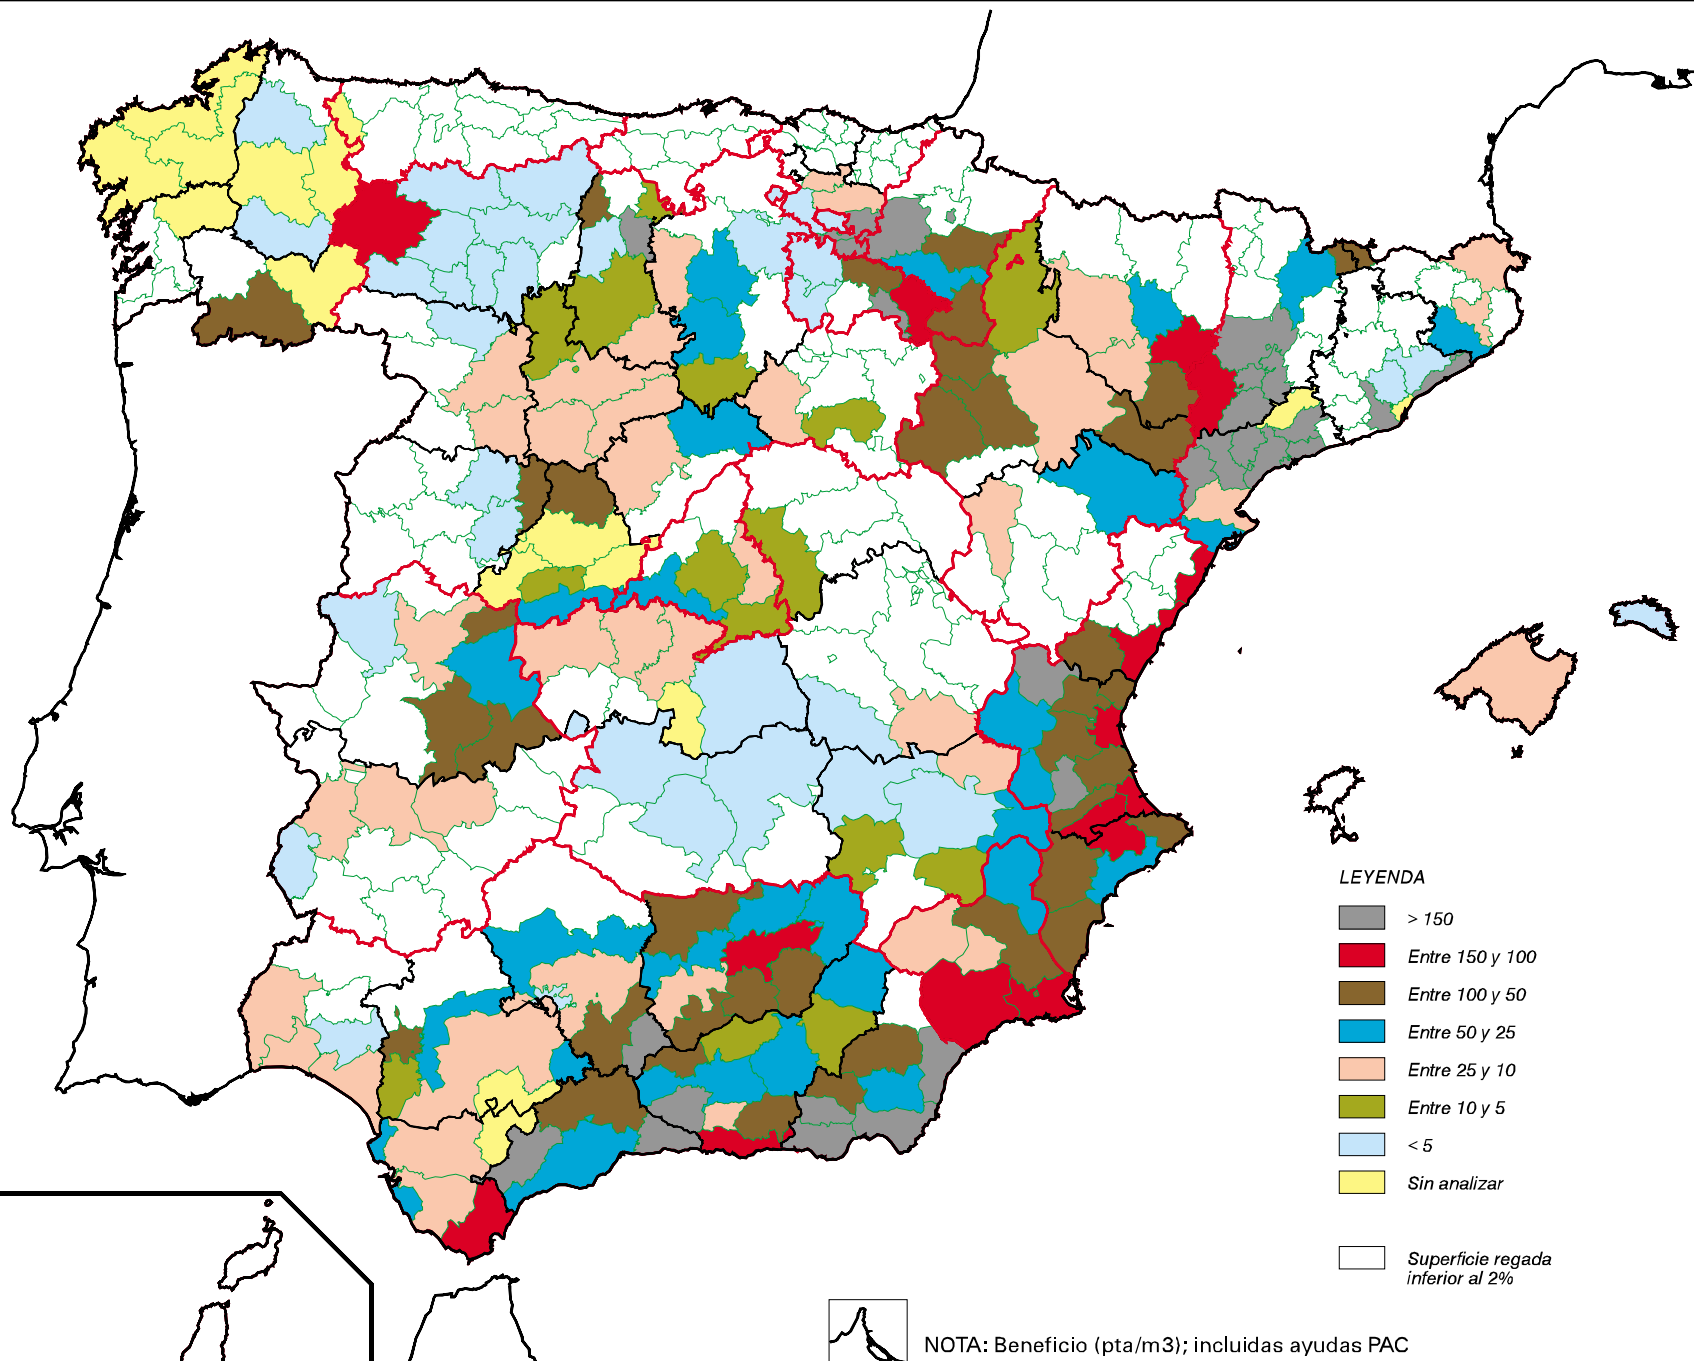 LEYENDA
> 150
Entre 150 y 100
Entre 100 y 50
Entre 50 y 25
Entre 25 y 10
Entre 10 y 5
< 5
Sin analizar
Superficie regada
inferior al 2%
NOTA: Beneficio (pta/m3); incluidas ayudas PAC